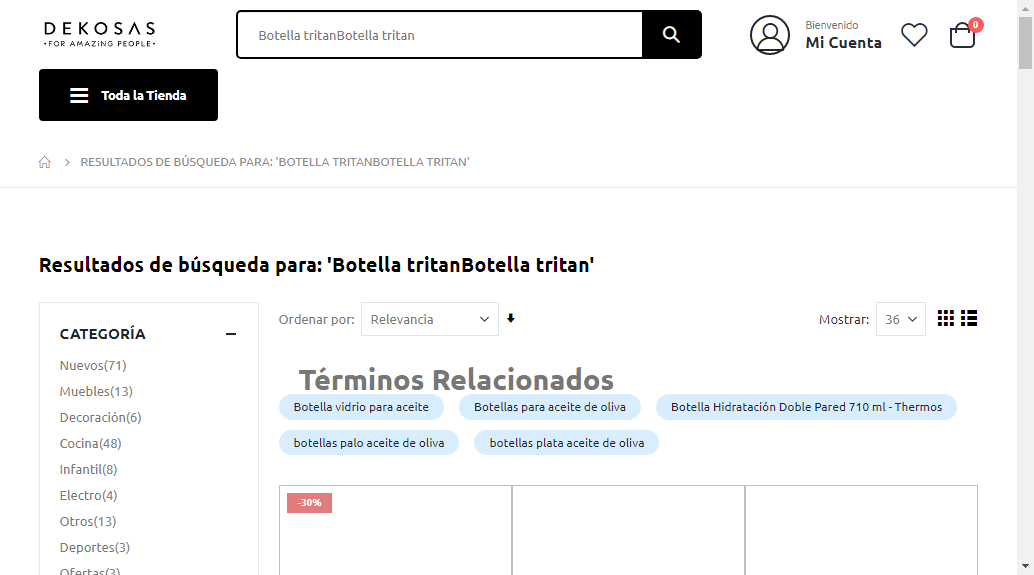 DEKOSAS
•FOR AMAZING PEOPLE•
Botella tritanBotella tritan
Bienvenido
Mi Cuenta
0
Toda la Tienda
RESULTADOS DE BÚSQUEDA PARA: 'BOTELLA TRITANBOTELLA TRITAN'
Resultados de búsqueda para: 'Botella tritanBotella tritan'
CATEGORÍA
Nuevos(71)
Muebles(13)
Decoración(6)
Cocina(48)
Infantil(8)
Electro(4)
Otros(13)
Deportes(3)
Ofertas(3)
Ordenar por: Relevancia
Mostrar: 36
Términos Relacionados
Botella vidrio para aceite
Botellas para aceite de oliva
Botella Hidratación Doble Pared 710 ml - Thermos
botellas palo aceite de oliva
botellas plata aceite de oliva
-30%